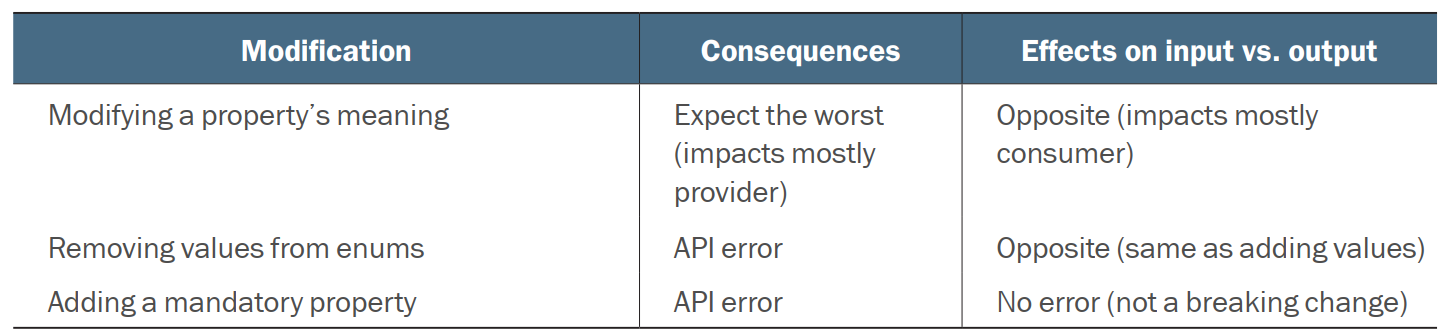 Modification Consequences Effects on input vs. output
Modifying a property’s meaning Expect the worst Opposite (impacts mostly
(impacts mostly consumer)
provider)
Removing values from enums API error Opposite (same as adding values)
Adding a mandatory property API error No error (not a breaking change)